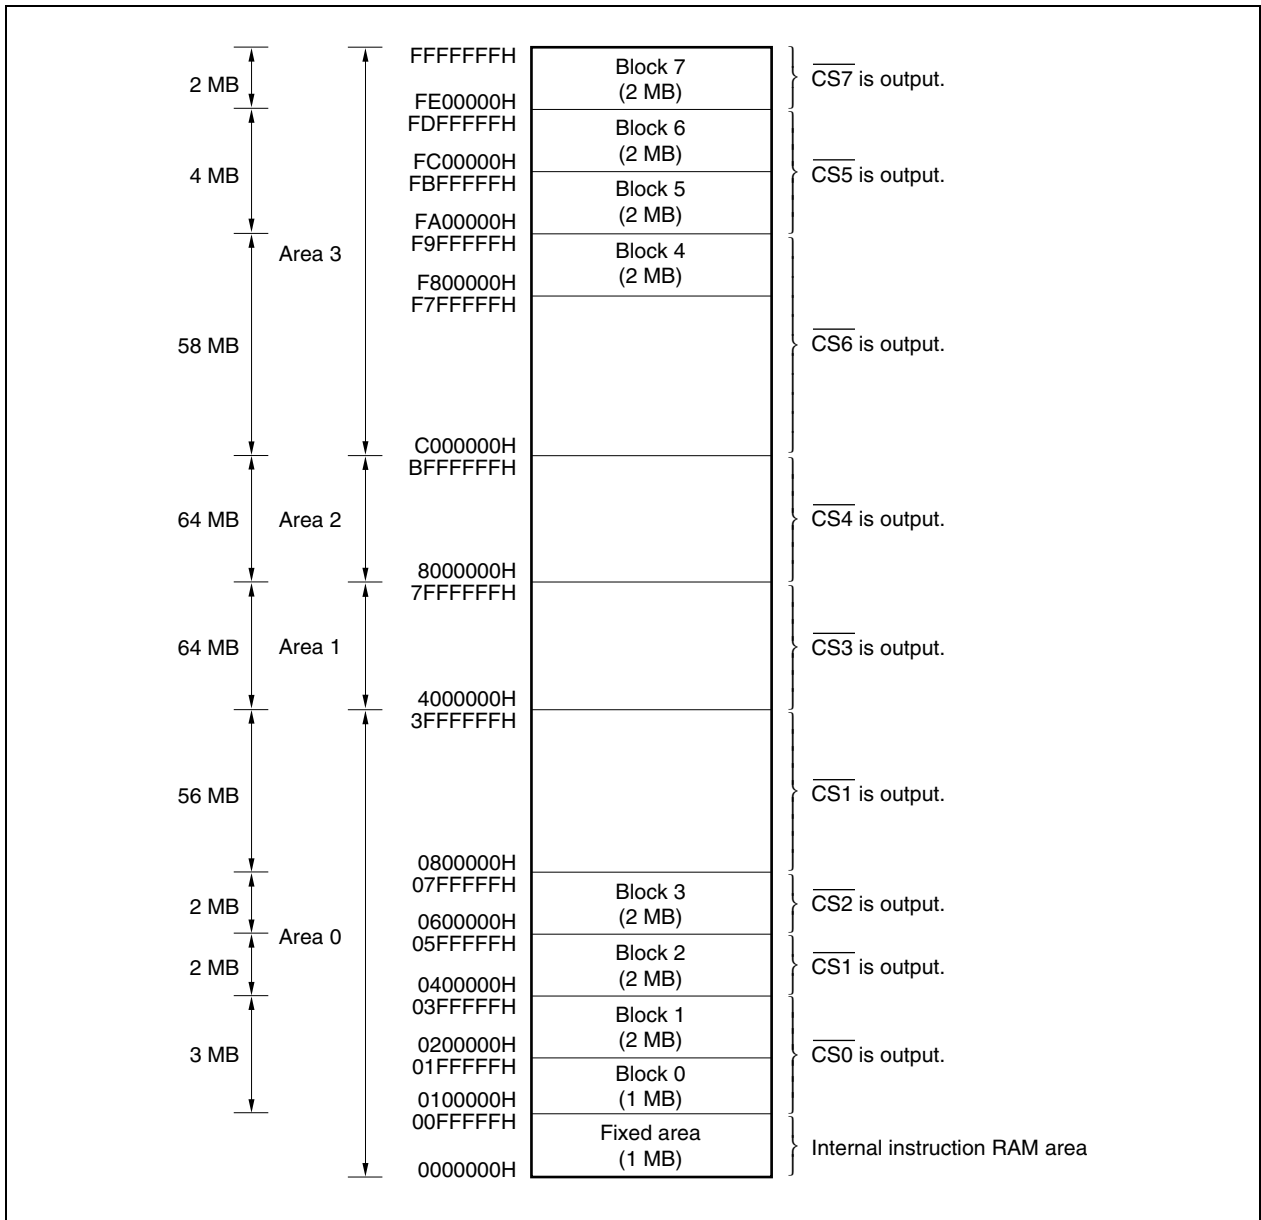 FFFFFFFH
Block 7
(2 MB)
2 MB
CS7 is output.
FE00000H
FDFFFFFH
Block 6
(2 MB)
FC00000H
FBFFFFFH
4 MB
CS5 is output.
Block 5
(2 MB)
FA00000H
F9FFFFFH
Area 3
Block 4
(2 MB)
F800000H
F7FFFFFH
58 MB
CS6 is output.
C000000H
BFFFFFFH
64 MB
Area 2
CS4 is output.
8000000H
7FFFFFFH
64 MB
Area 1
CS3 is output.
4000000H
3FFFFFFH
56 MB
CS1 is output.
0800000H
07FFFFFH
Block 3
(2 MB)
2 MB
CS2 is output.
0600000H
05FFFFFH
Area 0
Block 2
(2 MB)
2 MB
CS1 is output.
0400000H
03FFFFFH
Block 1
(2 MB)
0200000H
01FFFFFH
3 MB
CS0 is output.
Block 0
(1 MB)
0100000H
00FFFFFH
Fixed area
(1 MB)
Internal instruction RAM area
0000000H